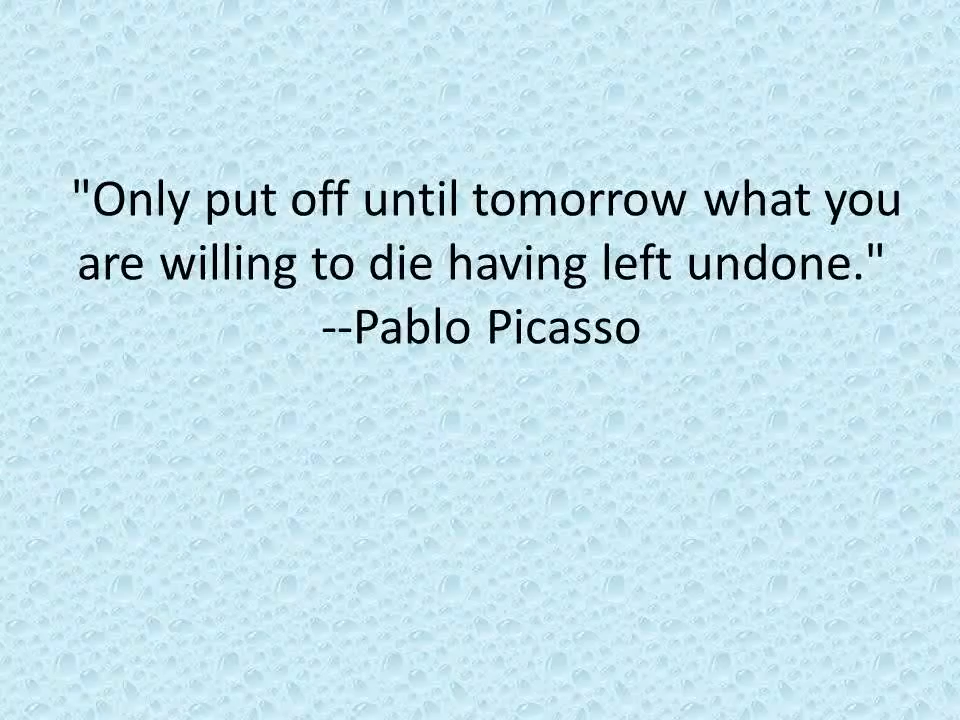 "Only put off until tomorrow what you
are willing to die having left undone."
--Pablo Picasso